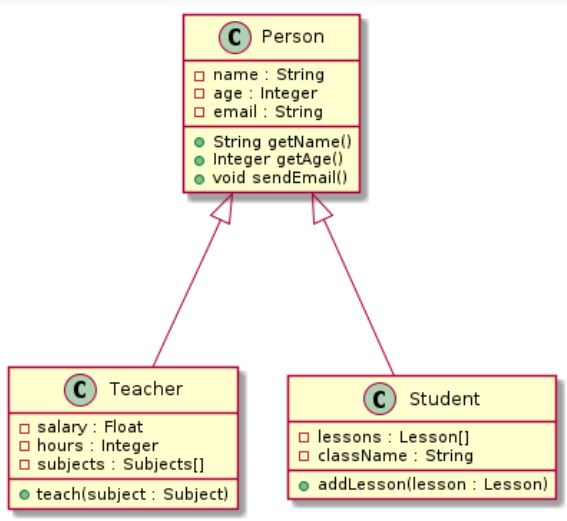 C Person
name : String
age : Integer
email : String
String getName()
Integer getAge()
void sendEmail()
C Teacher
salary : Float
hours : Integer
subjects : Subjects[]
teach(subject : Subject)
C Student
lessons : Lesson[]
className : String
addLesson(lesson : Lesson)